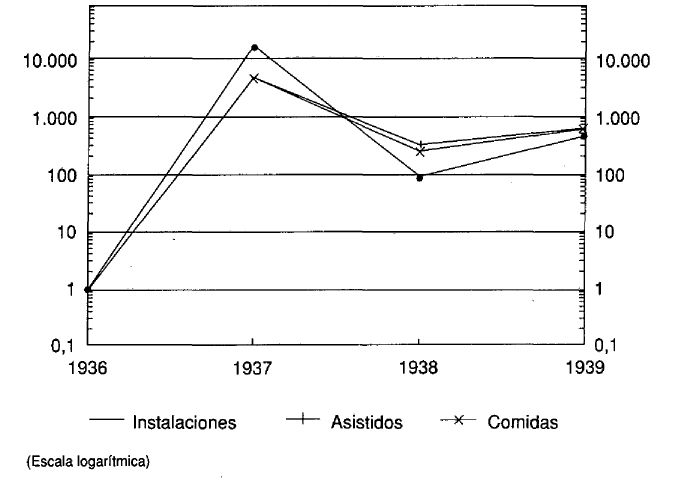 10.000 10.000
1.000 1.000
100 100
10 10
1 1
0,1 0,1
1936 1937 1938 1939
Instalaciones Asistidos Comidas
(Escala logarítmica)